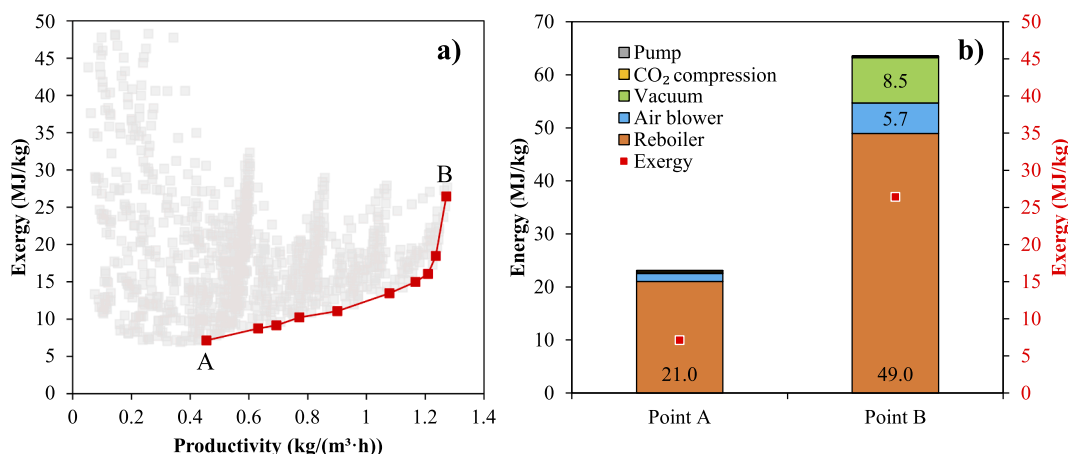 a)
50
45
40
35
30
25
20
15
10
5
0
Exergy (MJ/kg)
B
A
0
0.2
0.4
0.6
0.8
1
1.2
1.4
Productivity (kg/(m³·h))
b)
70
60
50
40
30
20
10
0
Energy (MJ/kg)
Pump
CO₂ compression
Vacuum
Air blower
Reboiler
Exergy
21.0
8.5
5.7
49.0
Point A
Point B
50
45
40
35
30
25
20
15
10
5
0
Exergy (MJ/kg)